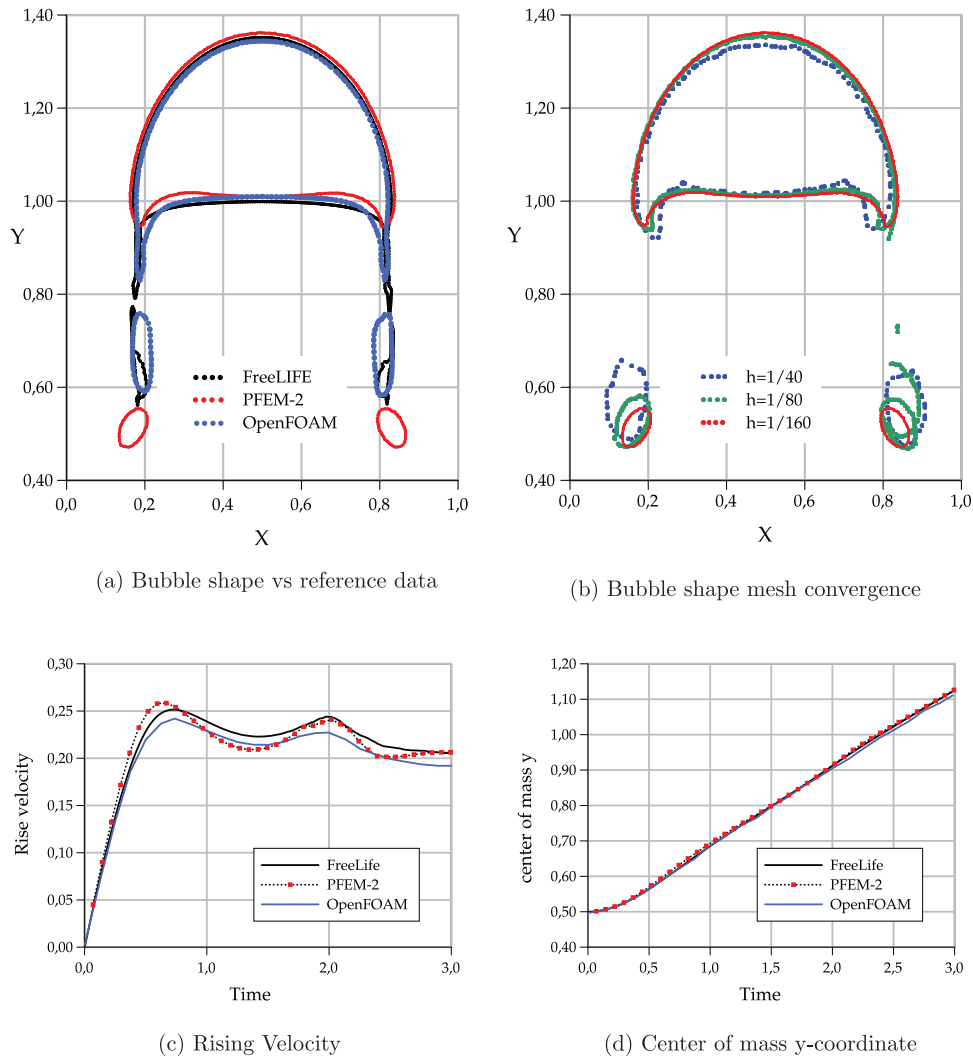 1,40
1,20
1,00
Y
0,80
0,60
0,40
0,0 0,2 0,4 0,6 0,8 1,0
X
FreeLIFE
PFEM-2
OpenFOAM
(a) Bubble shape vs reference data
1,40
1,20
1,00
Y
0,80
0,60
0,40
0,0 0,2 0,4 0,6 0,8 1,0
X
h=1/40
h=1/80
h=1/160
(b) Bubble shape mesh convergence
0,30
0,25
0,20
0,15
0,10
0,05
0,00
Rise velocity
0,0 1,0 2,0 3,0
Time
FreeLife
PFEM-2
OpenFOAM
(c) Rising Velocity
1,20
1,10
1,00
0,90
0,80
0,70
0,60
0,50
0,40
center of mass y
0,0 0,5 1,0 1,5 2,0 2,5 3,0
Time
FreeLife
PFEM-2
OpenFOAM
(d) Center of mass y-coordinate